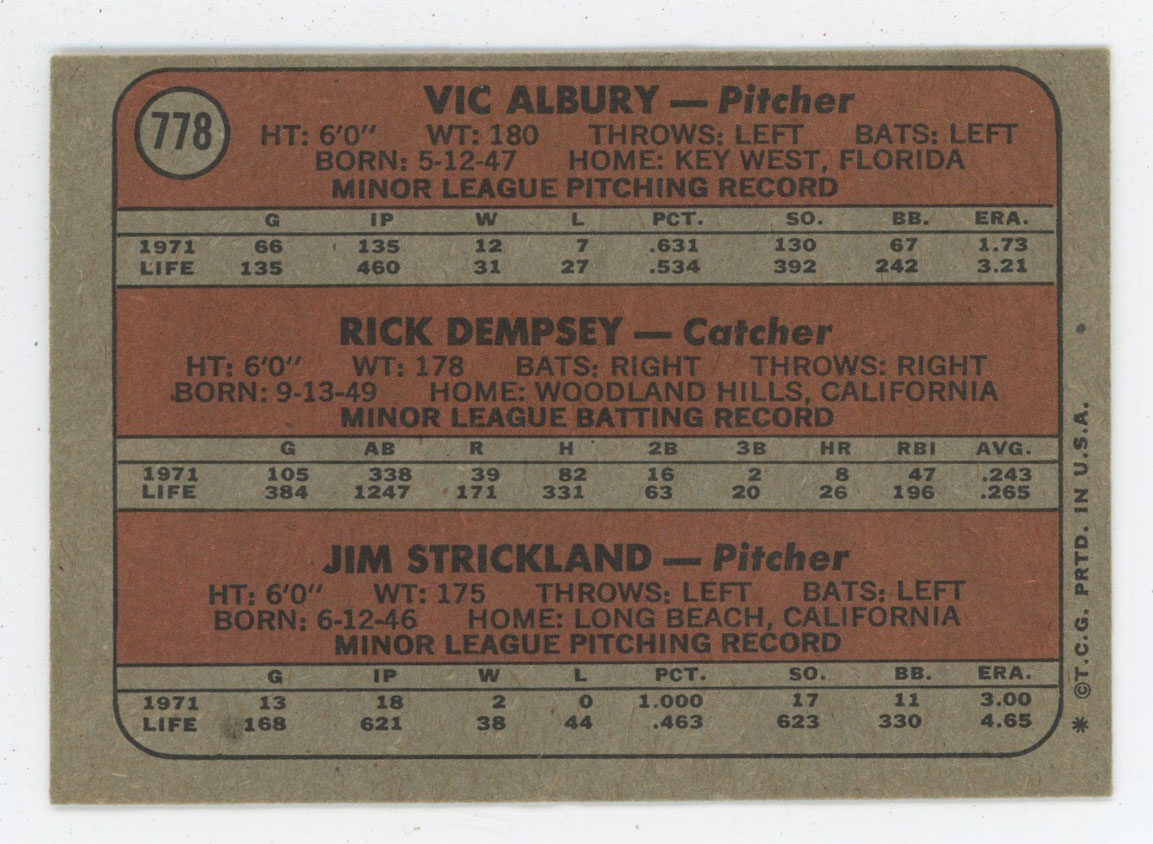 778
VIC ALBURY — Pitcher
HT: 6'0" WT: 180 THROWS: LEFT BATS: LEFT
BORN: 5-12-47 HOME: KEY WEST, FLORIDA
MINOR LEAGUE PITCHING RECORD
G IP W L PCT. SO. BB. ERA.
1971 66 135 12 7 .631 130 67 1.73
LIFE 135 460 31 27 .534 392 242 3.21
RICK DEMPSEY — Catcher
HT: 6'0" WT: 178 BATS: RIGHT THROWS: RIGHT
BORN: 9-13-49 HOME: WOODLAND HILLS, CALIFORNIA
MINOR LEAGUE BATTING RECORD
G AB R H 2B 3B HR RBI AVG.
1971 105 338 39 82 16 2 8 47 .243
LIFE 384 1247 171 331 63 20 26 196 .265
JIM STRICKLAND — Pitcher
HT: 6'0" WT: 175 THROWS: LEFT BATS: LEFT
BORN: 6-12-46 HOME: LONG BEACH, CALIFORNIA
MINOR LEAGUE PITCHING RECORD
G IP W L PCT. SO. BB. ERA.
1971 13 18 2 0 1.000 17 11 3.00
LIFE 168 621 38 44 .463 623 330 4.65
* ©T.C.G. PRTD. IN U.S.A.